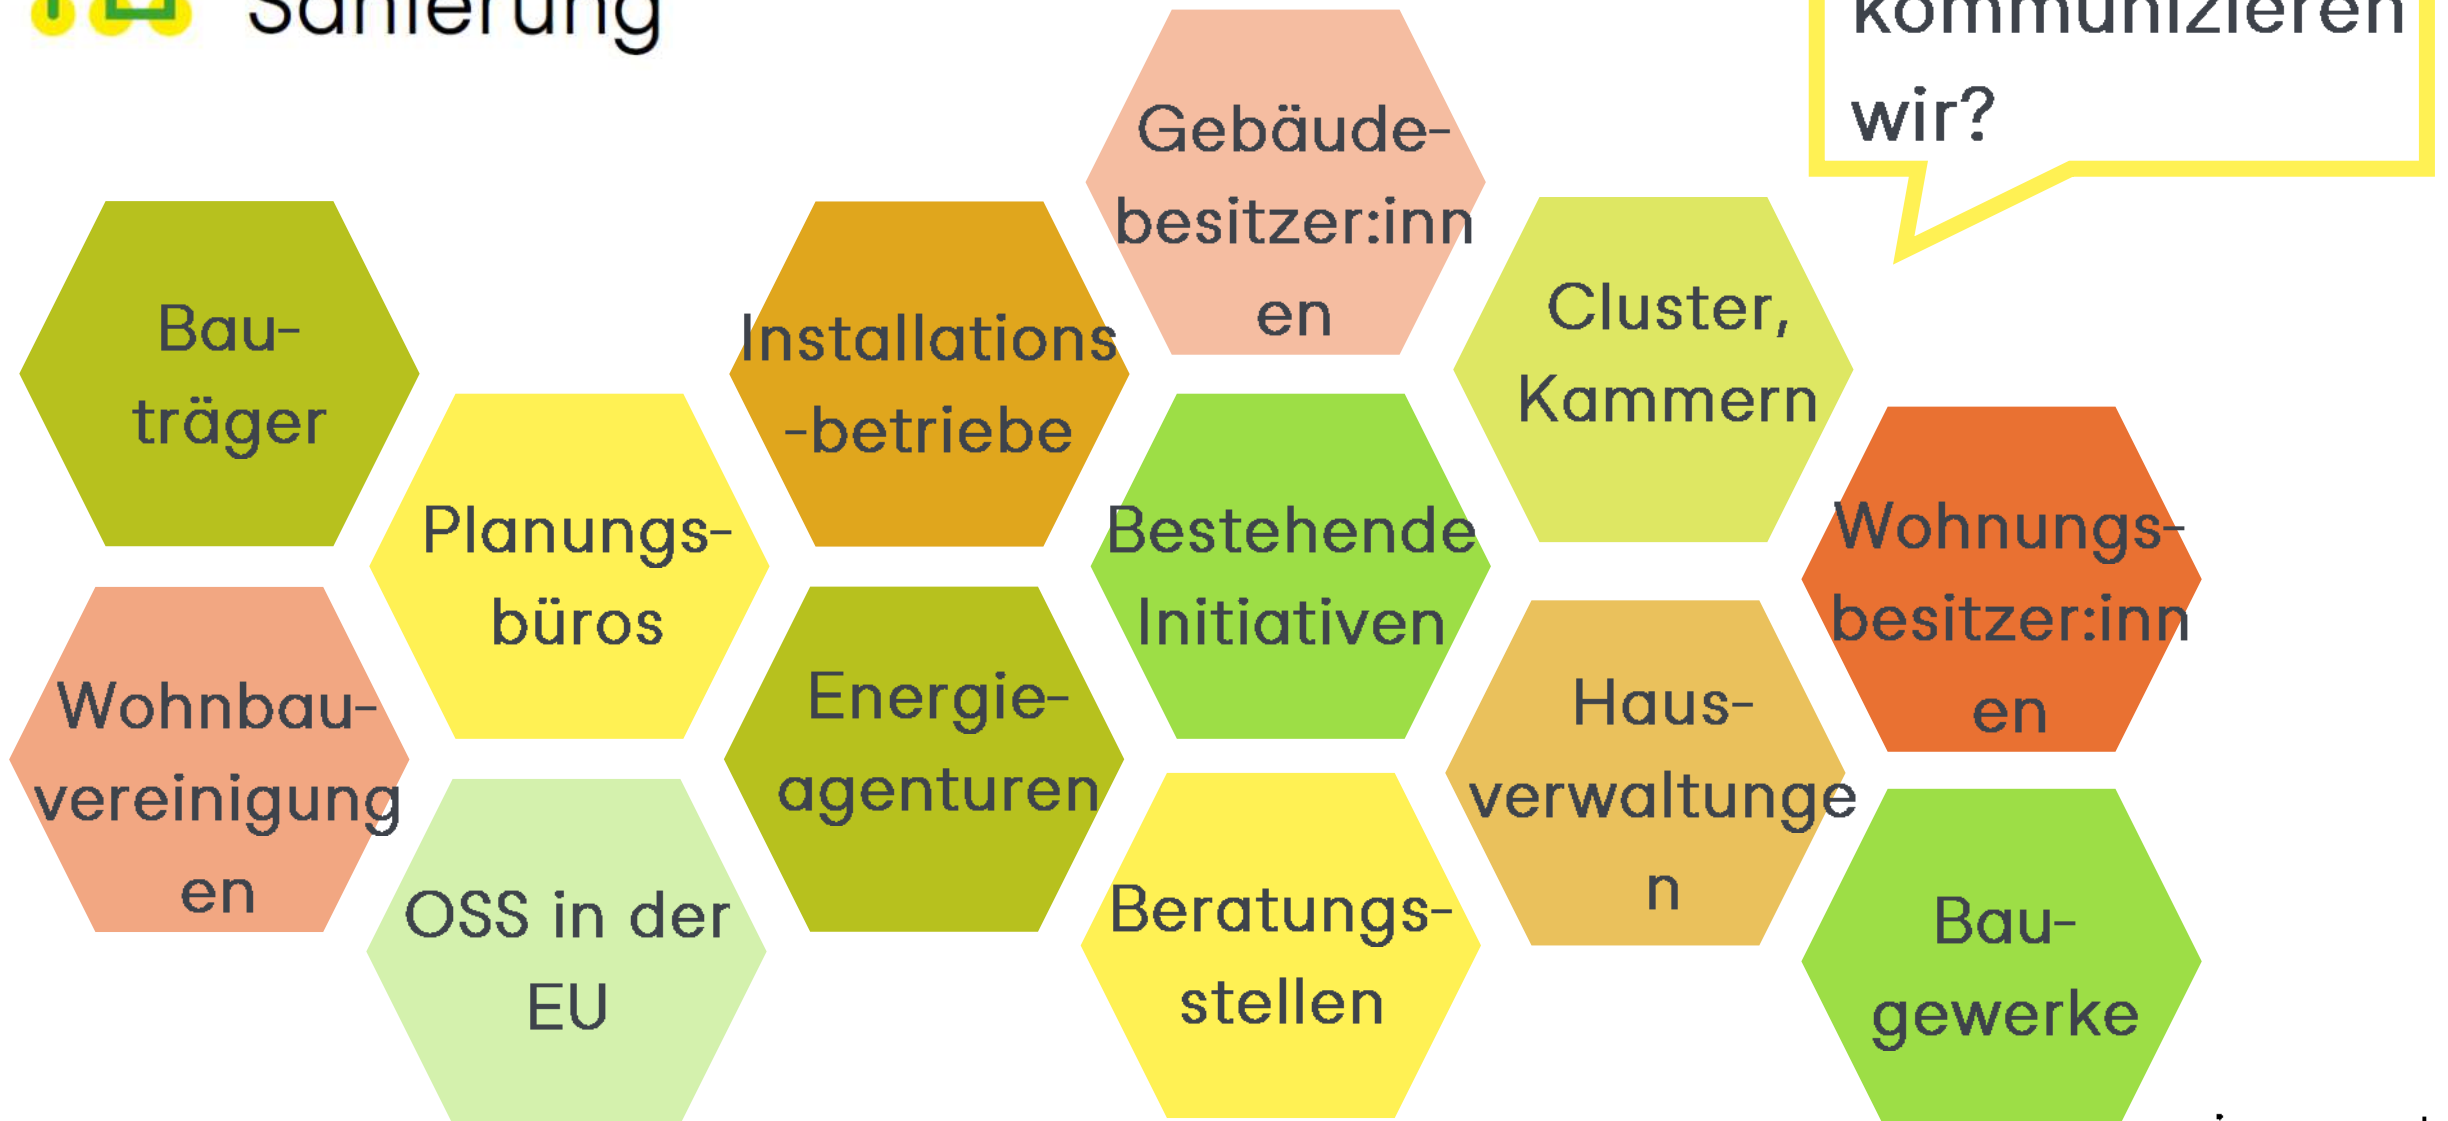 Sanierung
kommunizieren
wir?
Gebäude-
besitzer:inn
en
Bau-
träger
Installations
-betriebe
Cluster,
Kammern
Planungs-
büros
Bestehende
Initiativen
Wohnungs-
besitzer:inn
en
Wohnbau-
vereinigung
en
Energie-
agenturen
Haus-
verwaltunge
n
OSS in der
EU
Beratungs-
stellen
Bau-
gewerke